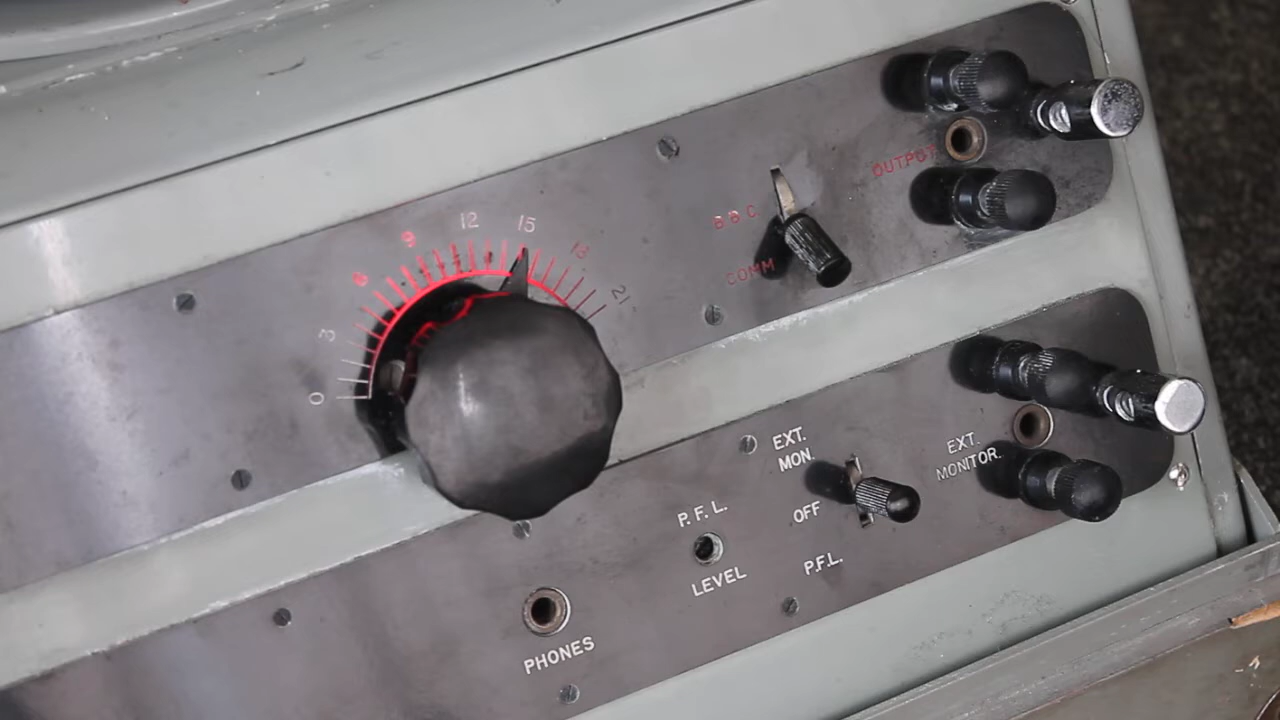 0
3
6
9
12
15
18
21
B B C.
COMM
OUTPUT
EXT.
MON.
OFF
P.F.L.
EXT.
MONITOR.
P. F. L.
LEVEL
PHONES